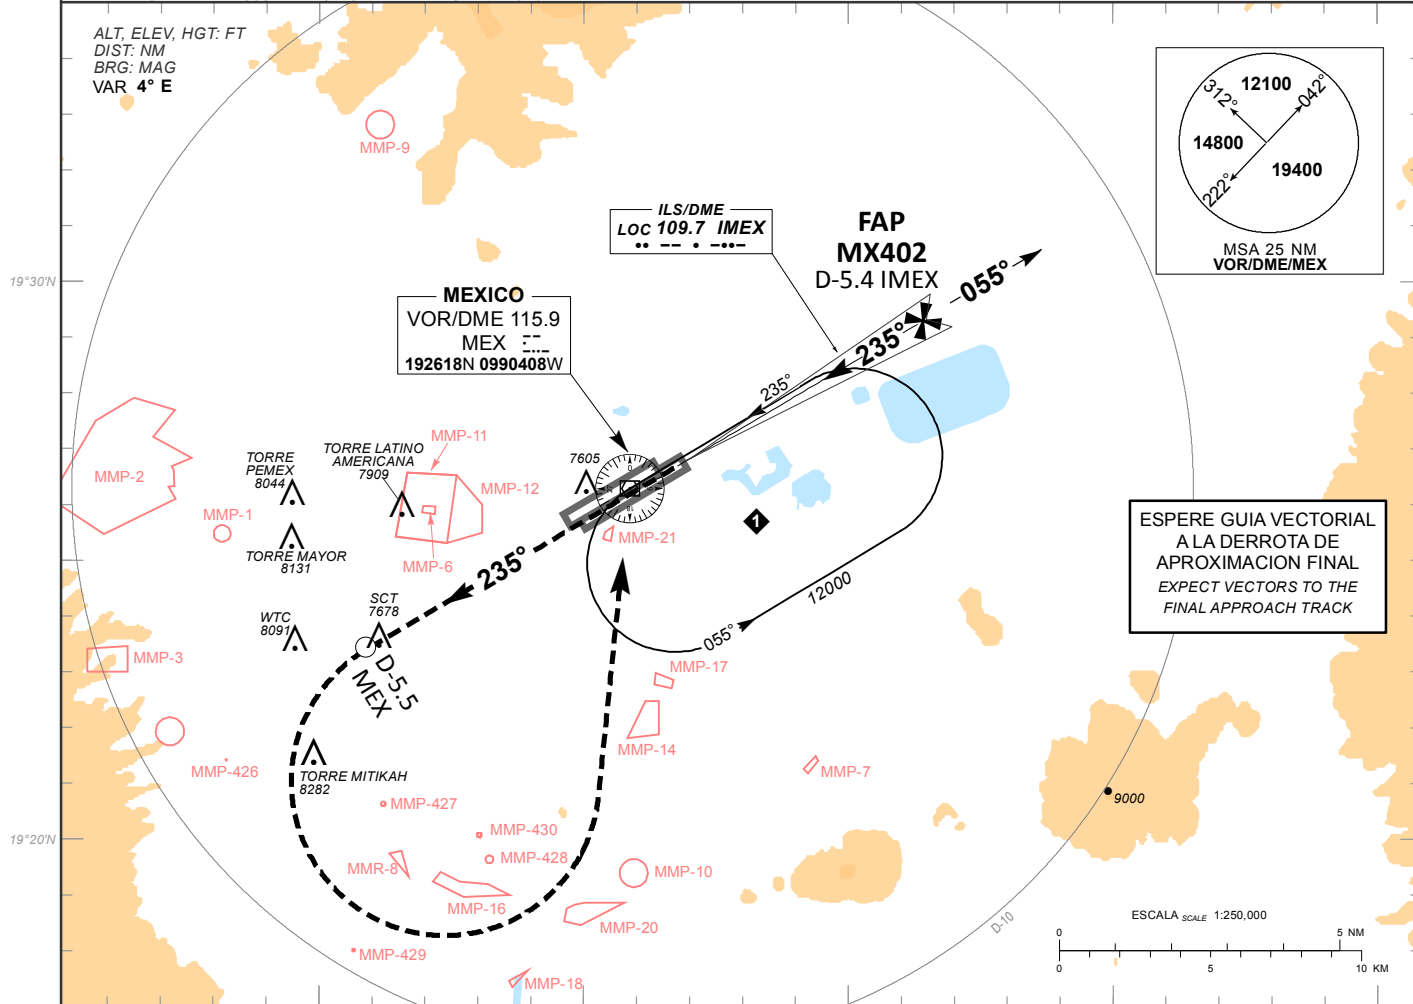 ALT, ELEV, HGT: FT
DIST: NM
BRG: MAG
VAR 4° E
MMP-9
ILS/DME
LOC 109.7 IMEX
FAP
MX402
D-5.4 IMEX
055°
235°
235°
312°
12100
042°
14800
19400
222°
MSA 25 NM
VOR/DME/MEX
19°30'N
MEXICO
VOR/DME 115.9
MEX
192618N 0990408W
MMP-2
TORRE
PEMEX
8044
TORRE LATINO
AMERICANA
7909
MMP-11
MMP-12
7605
MMP-1
TORRE MAYOR
8131
MMP-6
MMP-21
1
235°
12000
055°
ESPERE GUIA VECTORIAL
A LA DERROTA DE
APROXIMACION FINAL
EXPECT VECTORS TO THE
FINAL APPROACH TRACK
WTC
8091
SCT
7678
D-5.5
MEX
MMP-3
MMP-17
MMP-14
MMP-426
TORRE MITIKAH
8282
MMP-7
9000
MMP-427
19°20'N
MMP-430
MMP-428
MMR-8
MMP-10
MMP-16
MMP-20
D-10
MMP-429
MMP-18
ESCALA SCALE 1:250,000
0 5 NM
0 5 10 KM